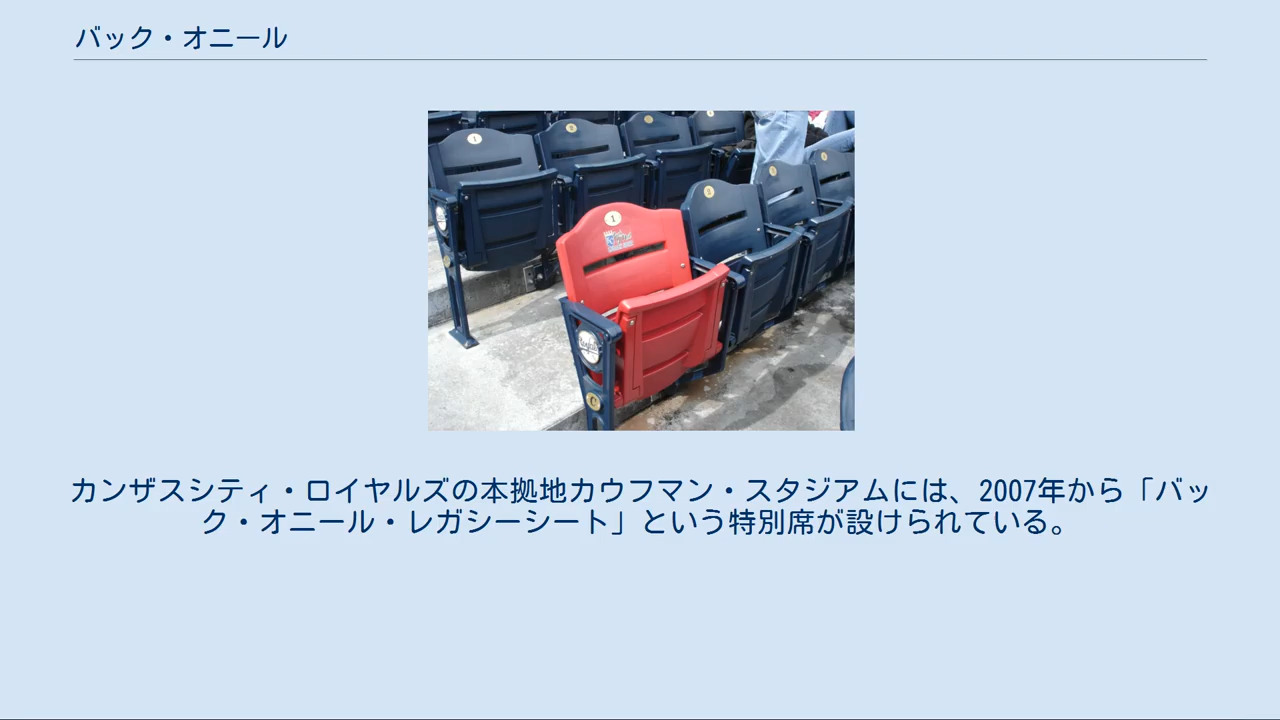 バック・オニール
1
カンザスシティ・ロイヤルズの本拠地カウフマン・スタジアムには、2007年から「バッ
ク・オニール・レガシーシート」という特別席が設けられている。